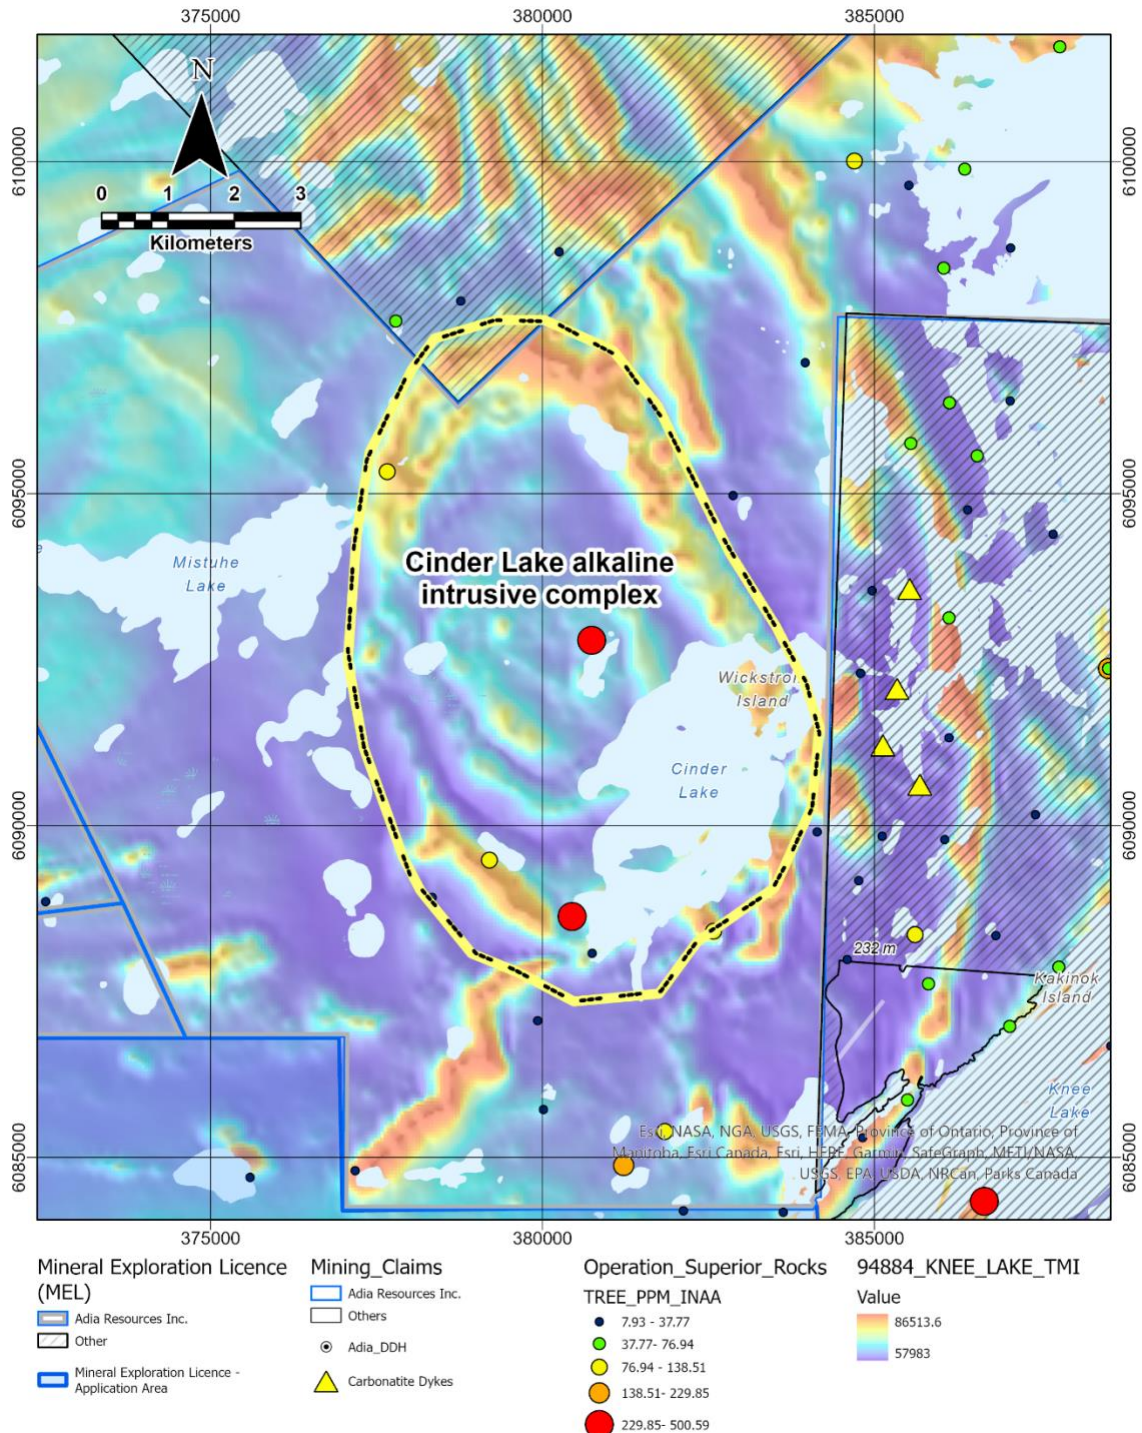 375000 380000 385000
N
0 1 2 3
Kilometers
6100000 6100000
6095000 6095000
Mistuhe
Lake
Cinder Lake alkaline
intrusive complex
Wickstrom
Island
Cinder
Lake
6090000 6090000
232 m
Kakinok
Island
Knee
Lake
Esri, NASA, NGA, USGS, FEMA, Province of Ontario, Province of
Manitoba, Esri Canada, Esri, HERE, Garmin, SafeGraph, METI/NASA,
USGS, EPA, USDA, NRCan, Parks Canada
6085000 6085000
375000 380000 385000
Mineral Exploration Licence
(MEL)
Adia Resources Inc.
Other
Mineral Exploration Licence -
Application Area
Mining_Claims
Adia Resources Inc.
Others
Adia_DDH
Carbonatite Dykes
Operation_Superior_Rocks
TREE_PPM_INAA
7.93 - 37.77
37.77- 76.94
76.94 - 138.51
138.51- 229.85
229.85- 500.59
94884_KNEE_LAKE_TMI
Value
86513.6
57983